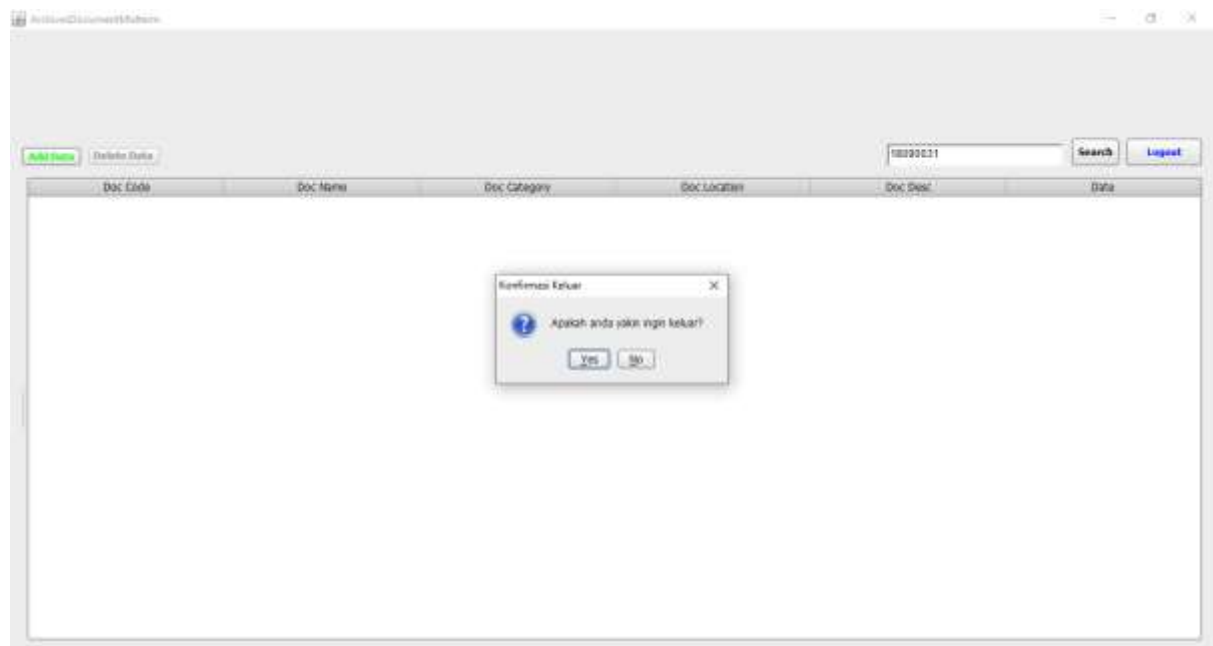 ArchiveDocumentMidterm
Add Data Delete Data Search Logout
Doc Code Doc Name Doc Category Doc Location Doc Desc Data
Konfirmasi Keluar
Apakah anda yakin ingin keluar?
Yes No